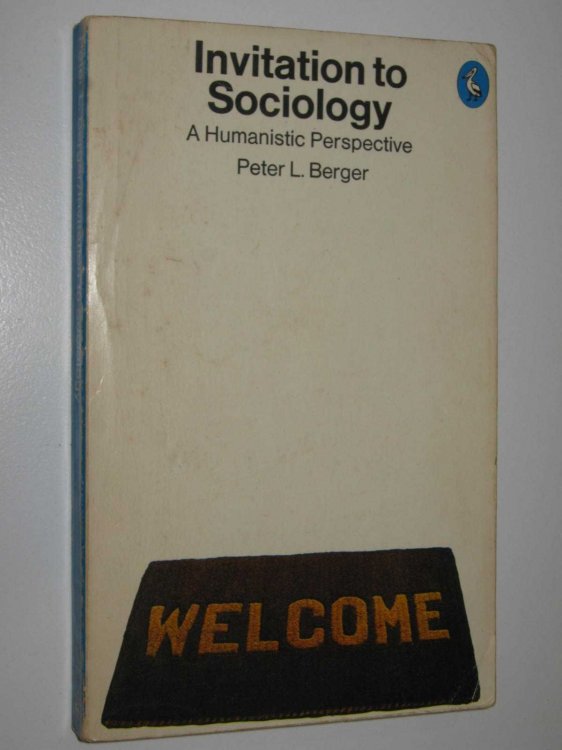 Invitation to
Sociology
A Humanistic Perspective
Peter L. Berger
WELCOME